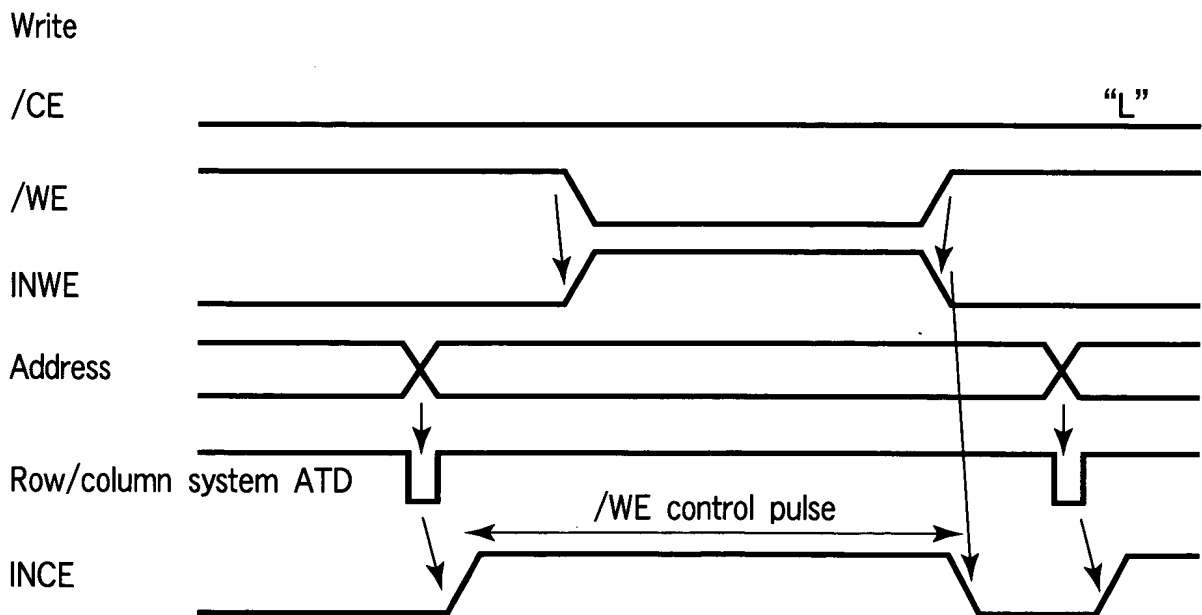 Write
/CE “L”
/WE
INWE
Address
Row/column system ATD
/WE control pulse
INCE